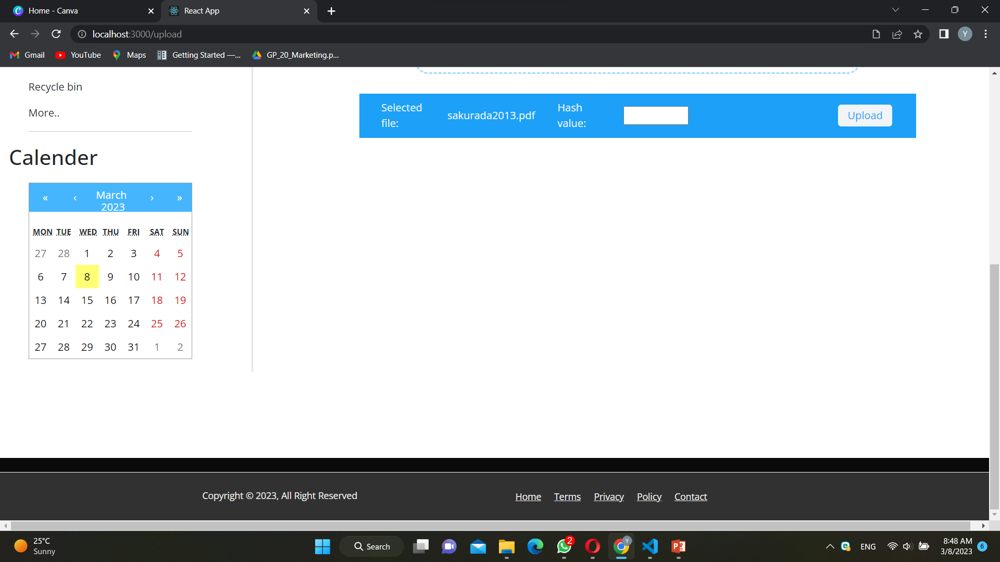 Home - Canva
React App
localhost:3000/upload
Y
Gmail
YouTube
Maps
Getting Started —...
GP_20_Marketing.p...
Recycle bin
More..
Calender
«
‹
March
2023
›
»
MON TUE WED THU FRI SAT SUN
27 28 1 2 3 4 5
6 7 8 9 10 11 12
13 14 15 16 17 18 19
20 21 22 23 24 25 26
27 28 29 30 31 1 2
Selected
file:
sakurada2013.pdf
Hash
value:
Upload
Copyright © 2023, All Right Reserved
Home Terms Privacy Policy Contact
25°C
Sunny
Search
2
Y
ENG
8:48 AM
3/8/2023
6